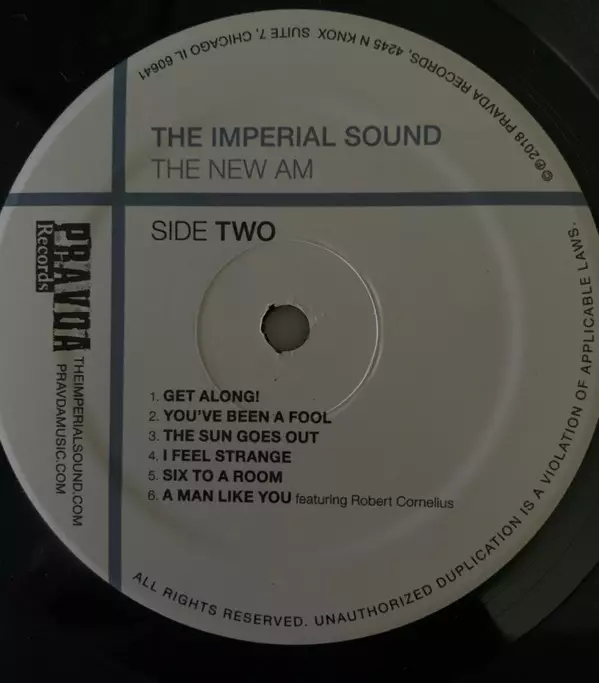 ℗©2018 PRAVDA RECORDS, 4245 N KNOX SUITE 7, CHICAGO IL 60641
THE IMPERIAL SOUND
THE NEW AM
SIDE TWO
PRAVDA
Records
THEIMPERIALSOUND.COM
PRAVDAMUSIC.COM
1. GET ALONG!
2. YOU'VE BEEN A FOOL
3. THE SUN GOES OUT
4. I FEEL STRANGE
5. SIX TO A ROOM
6. A MAN LIKE YOU featuring Robert Cornelius
ALL RIGHTS RESERVED. UNAUTHORIZED DUPLICATION IS A VIOLATION OF APPLICABLE LAWS.